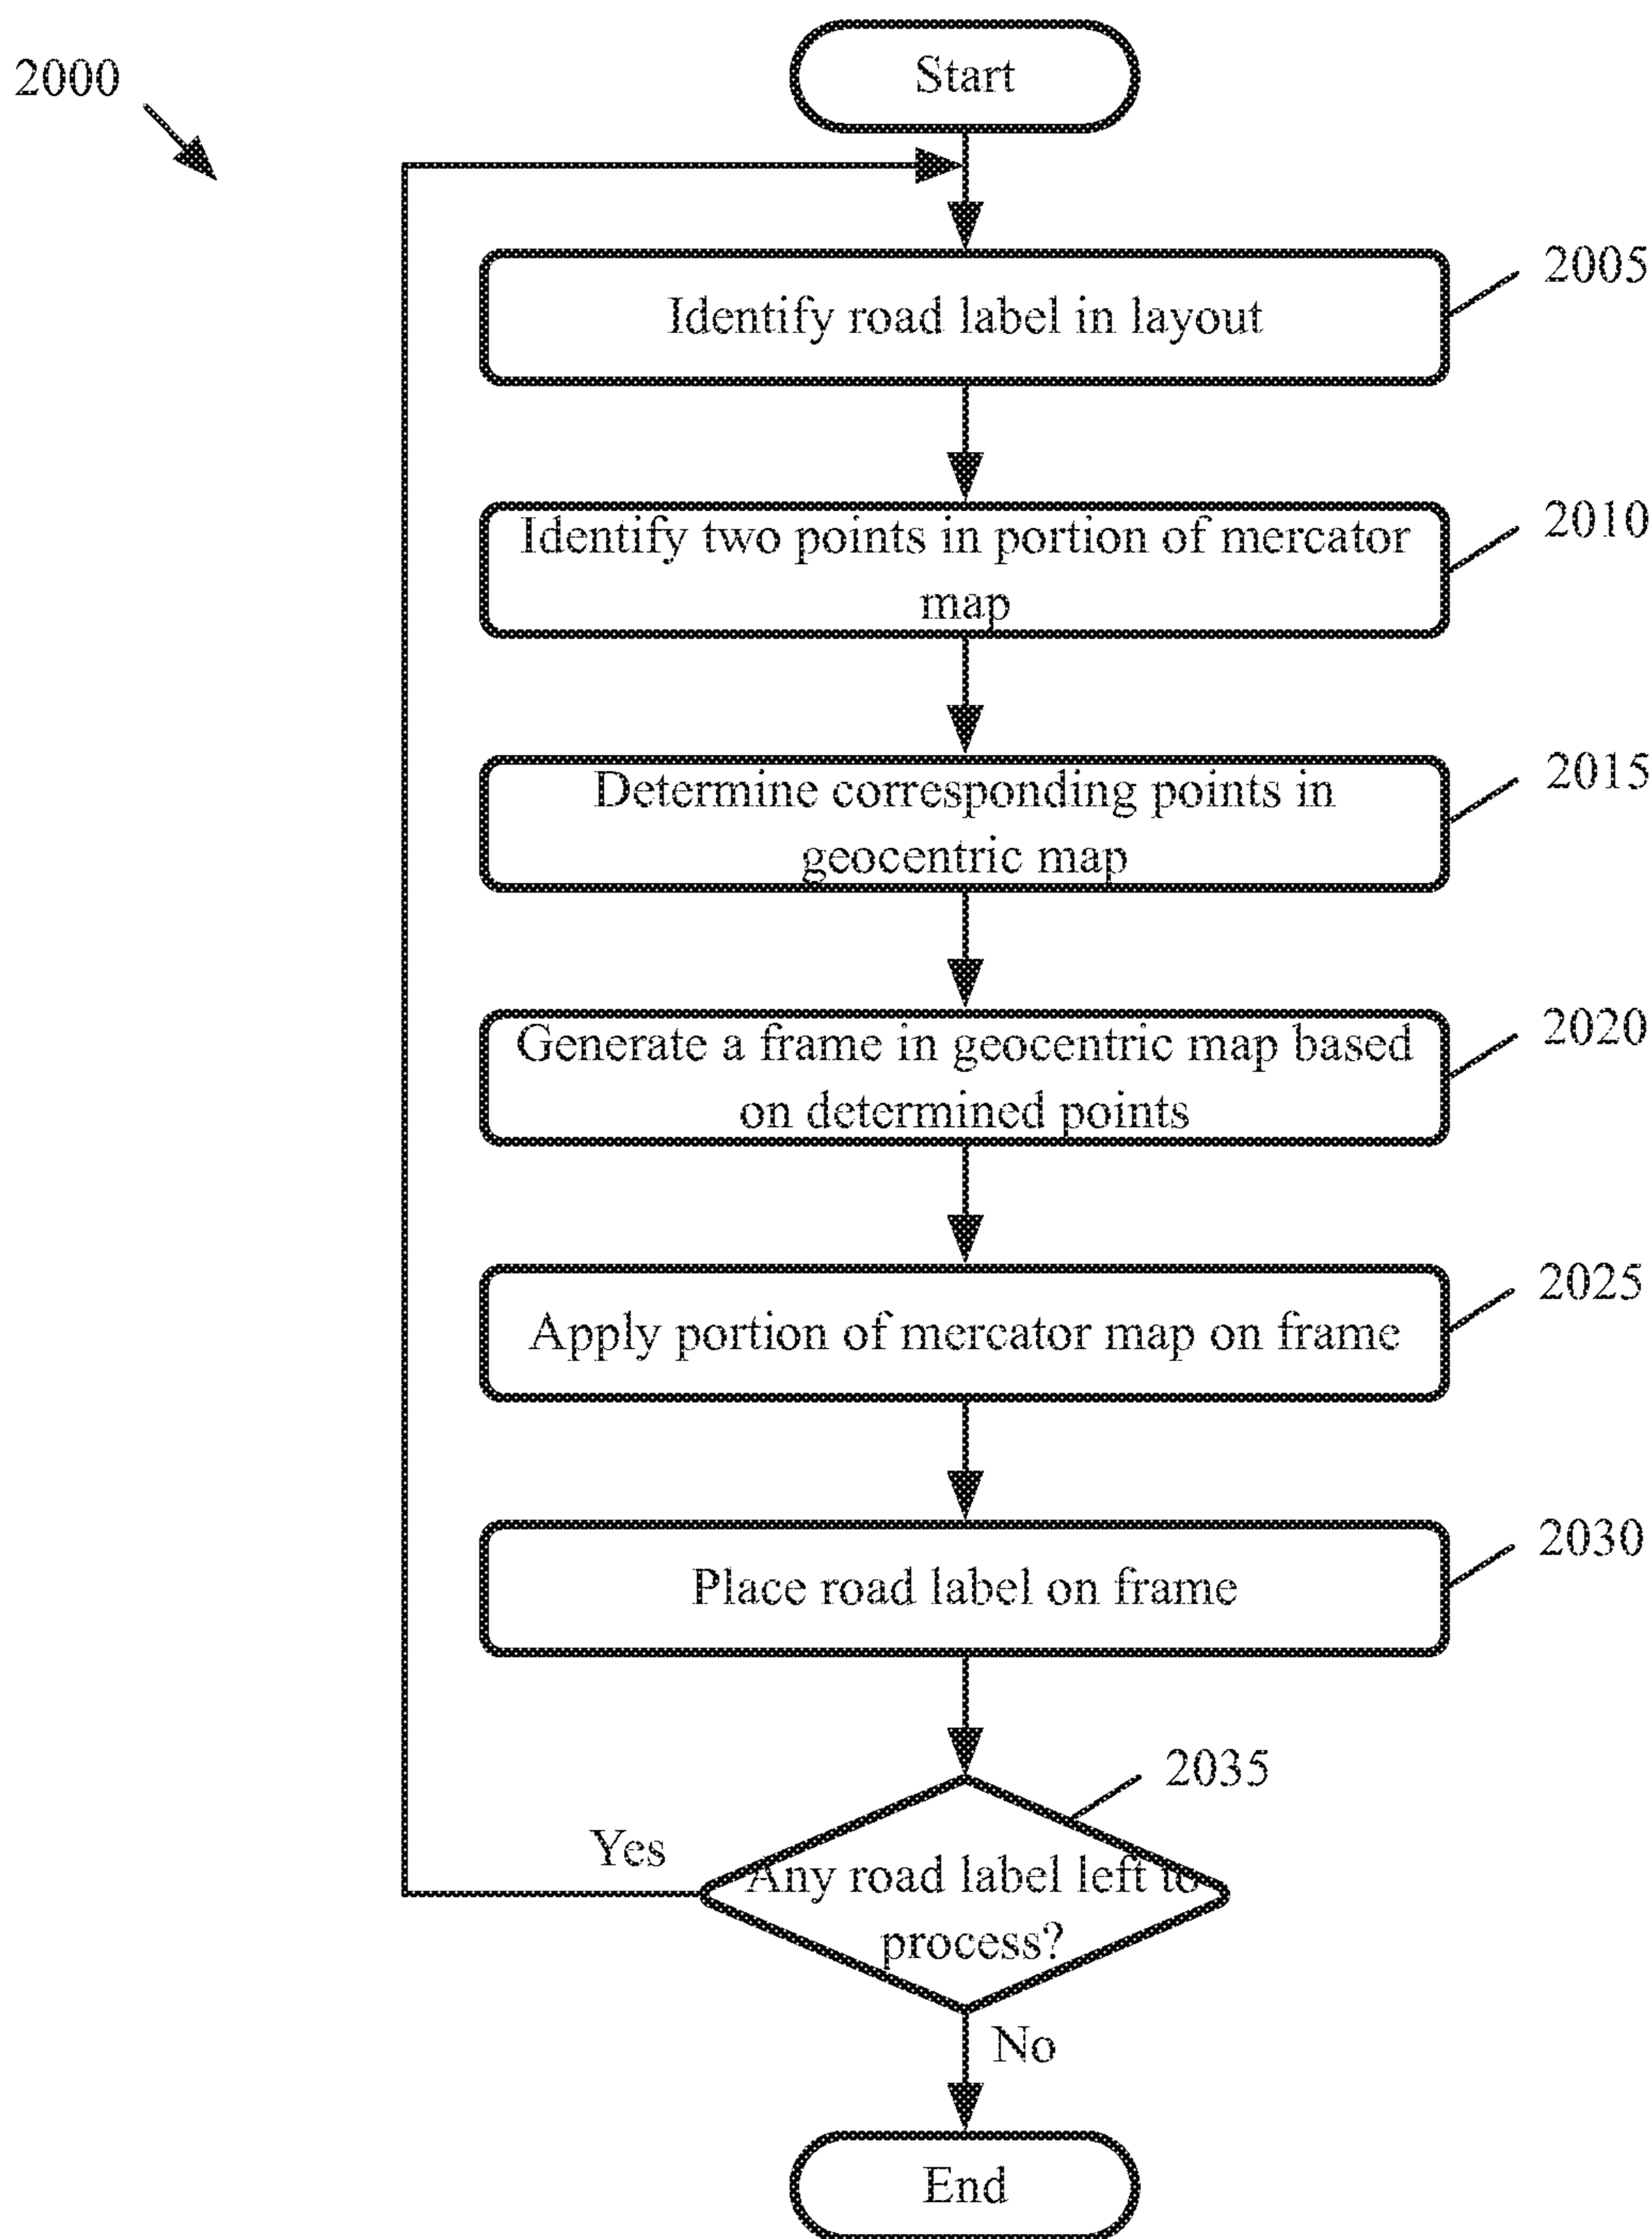 2000
Start
2005
Identify road label in layout
2010
Identify two points in portion of mercator
map
2015
Determine corresponding points in
geocentric map
2020
Generate a frame in geocentric map based
on determined points
2025
Apply portion of mercator map on frame
2030
Place road label on frame
2035
Yes
Any road label left to
process?
No
End